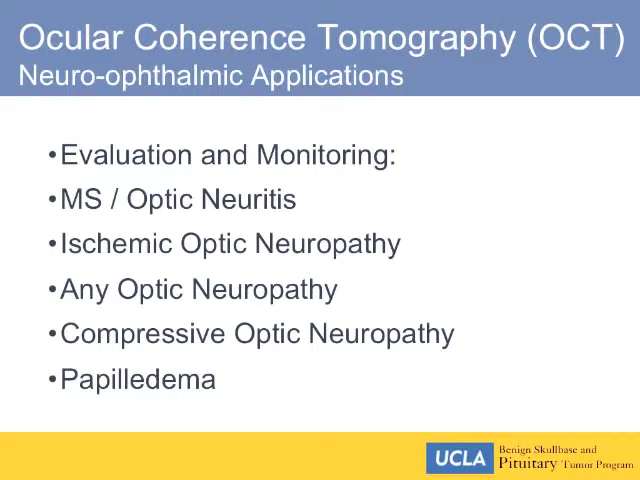 Ocular Coherence Tomography (OCT)
Neuro-ophthalmic Applications
•Evaluation and Monitoring:
•MS / Optic Neuritis
•Ischemic Optic Neuropathy
•Any Optic Neuropathy
•Compressive Optic Neuropathy
•Papilledema
UCLA
Benign Skullbase and
Pituitary Tumor Program